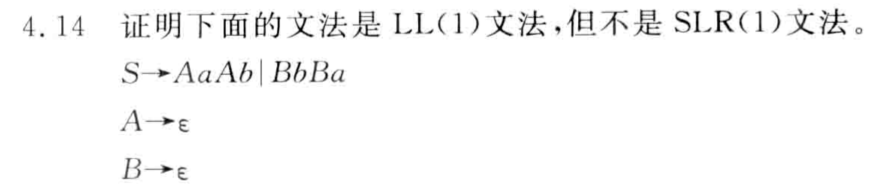 4.14 证明下面的文法是 LL(1)文法,但不是 SLR(1)文法。
S→AaAb|BbBa
A→ε
B→ε